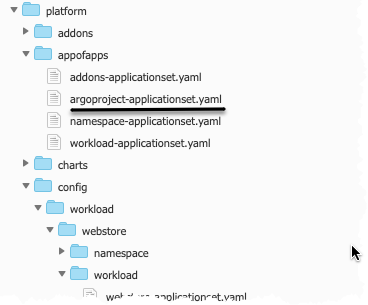 platform
addons
appofapps
addons-applicationset.yaml
argoproject-applicationset.yaml
namespace-applicationset.yaml
workload-applicationset.yaml
charts
config
workload
webstore
namespace
workload